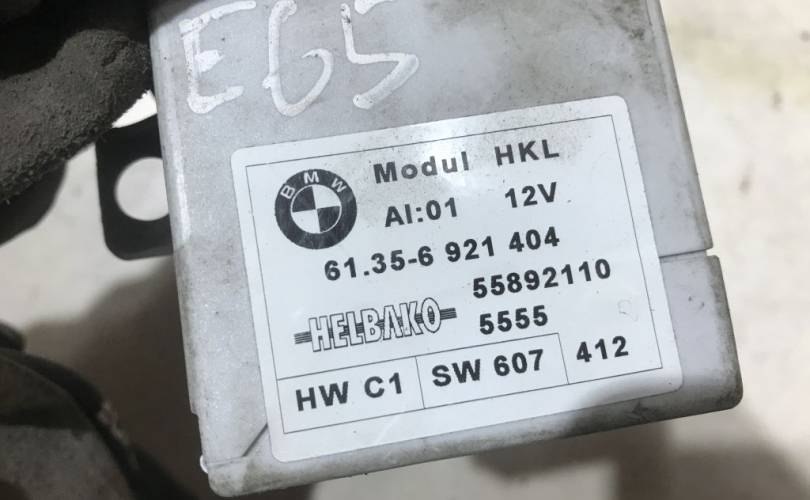 E65
BMW
Modul HKL
AI:01 12V
61.35-6 921 404
55892110
HELBAKO 5555
HW C1 SW 607 412